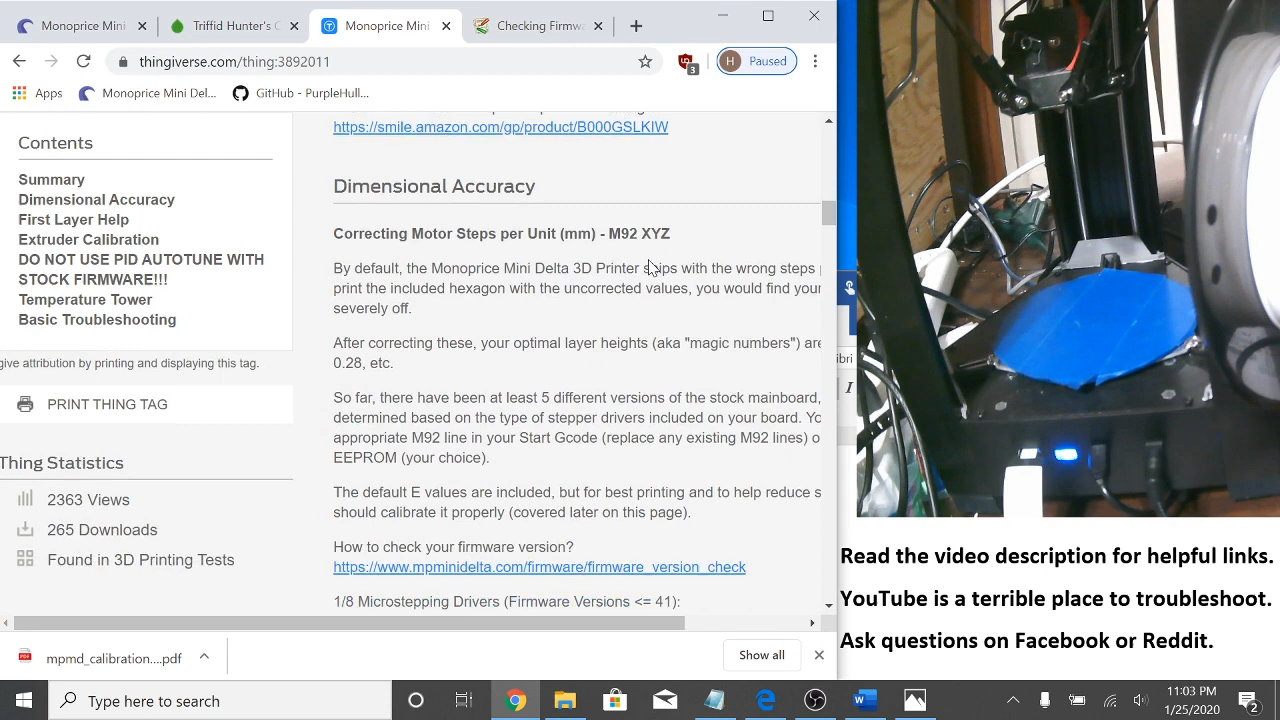 Monoprice Mini
Triffid Hunter's C
Monoprice Mini
Checking Firmw
thingiverse.com/thing:3892011
3
H
Paused
Apps
Monoprice Mini Del...
GitHub - PurpleHull...
Contents
Summary
Dimensional Accuracy
First Layer Help
Extruder Calibration
DO NOT USE PID AUTOTUNE WITH
STOCK FIRMWARE!!!
Temperature Tower
Basic Troubleshooting
give attribution by printing and displaying this tag.
PRINT THING TAG
Thing Statistics
2363 Views
265 Downloads
Found in 3D Printing Tests
https://smile.amazon.com/gp/product/B000GSLKIW
Dimensional Accuracy
Correcting Motor Steps per Unit (mm) - M92 XYZ
By default, the Monoprice Mini Delta 3D Printer ships with the wrong steps
print the included hexagon with the uncorrected values, you would find your
severely off.
After correcting these, your optimal layer heights (aka "magic numbers") are
0.28, etc.
So far, there have been at least 5 different versions of the stock mainboard,
determined based on the type of stepper drivers included on your board. Yo
appropriate M92 line in your Start Gcode (replace any existing M92 lines) o
EEPROM (your choice).
The default E values are included, but for best printing and to help reduce s
should calibrate it properly (covered later on this page).
How to check your firmware version?
https://www.mpminidelta.com/firmware/firmware_version_check
1/8 Microstepping Drivers (Firmware Versions <= 41):
ibri
I
mpmd_calibration....pdf
Show all
Read the video description for helpful links.
YouTube is a terrible place to troubleshoot.
Ask questions on Facebook or Reddit.
Type here to search
11:03 PM
1/25/2020
2